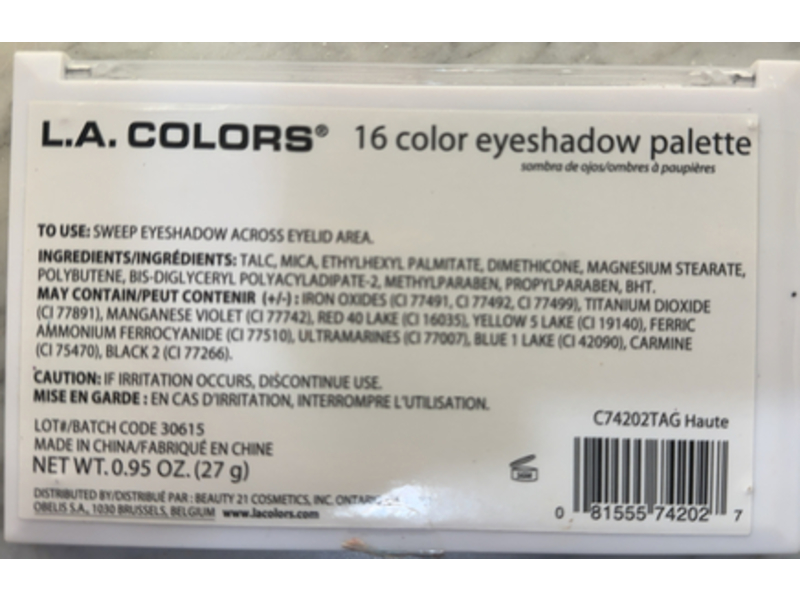 L.A. COLORS® 16 color eyeshadow palette
sombra de ojos/ombres à paupières
TO USE: SWEEP EYESHADOW ACROSS EYELID AREA.
INGREDIENTS/INGRÉDIENTS: TALC, MICA, ETHYLHEXYL PALMITATE, DIMETHICONE, MAGNESIUM STEARATE,
POLYBUTENE, BIS-DIGLYCERYL POLYACYLADIPATE-2, METHYLPARABEN, PROPYLPARABEN, BHT.
MAY CONTAIN/PEUT CONTENIR (+/-) : IRON OXIDES (CI 77491, CI 77492, CI 77499), TITANIUM DIOXIDE
(CI 77891), MANGANESE VIOLET (CI 77742), RED 40 LAKE (CI 16035), YELLOW 5 LAKE (CI 19140), FERRIC
AMMONIUM FERROCYANIDE (CI 77510), ULTRAMARINES (CI 77007), BLUE 1 LAKE (CI 42090), CARMINE
(CI 75470), BLACK 2 (CI 77266).
CAUTION: IF IRRITATION OCCURS, DISCONTINUE USE.
MISE EN GARDE : EN CAS D'IRRITATION, INTERROMPRE L'UTILISATION.
C74202TAG Haute
LOT#/BATCH CODE 30615
MADE IN CHINA/FABRIQUÉ EN CHINE
NET WT. 0.95 OZ. (27 g)
DISTRIBUTED BY/DISTRIBUÉ PAR : BEAUTY 21 COSMETICS, INC.
OBELIS S.A., 1030 BRUSSELS, BELGIUM www.lacolors.com
0 81555 74202 7